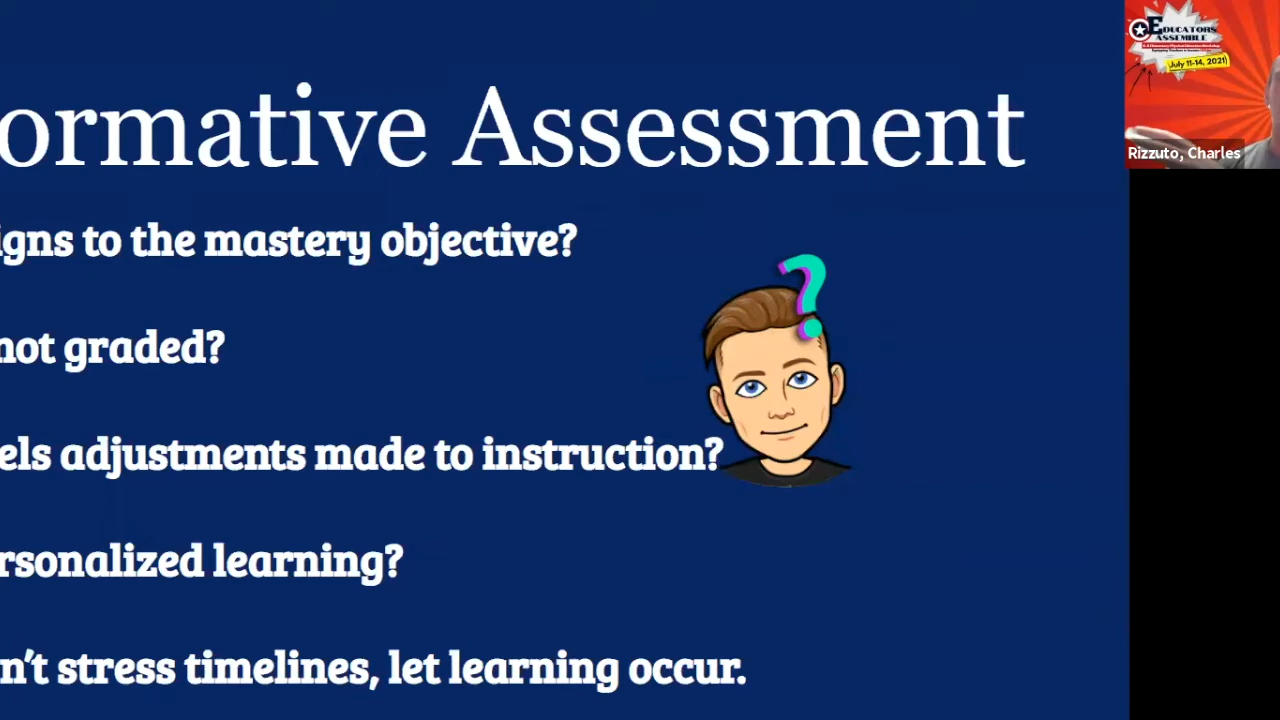 ormative Assessment
igns to the mastery objective?
not graded?
els adjustments made to instruction?
rsonalized learning?
n't stress timelines, let learning occur.
EDUCATORS
ASSEMBLE
July 11-14, 2021
Rizzuto, Charles